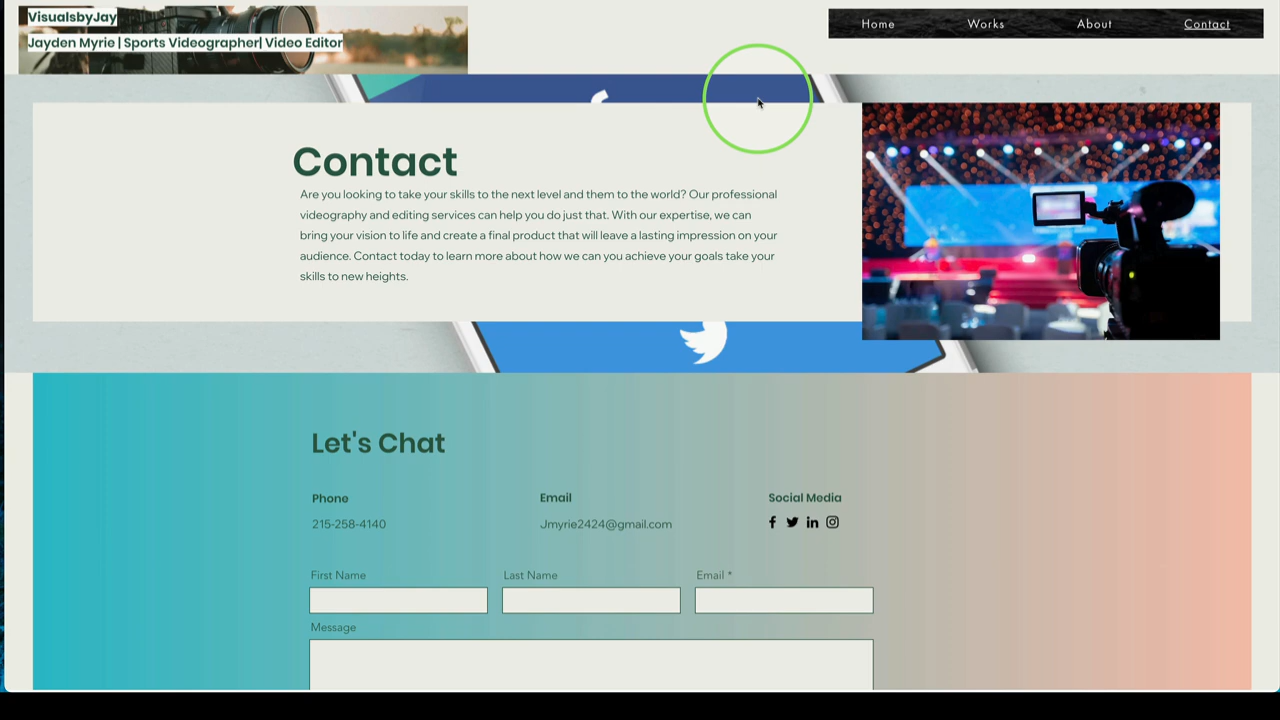 VisualsbyJay
Jayden Myrie | Sports Videographer| Video Editor
Home Works About Contact
Contact
Are you looking to take your skills to the next level and them to the world? Our professional
videography and editing services can help you do just that. With our expertise, we can
bring your vision to life and create a final product that will leave a lasting impression on your
audience. Contact today to learn more about how we can you achieve your goals take your
skills to new heights.
Let's Chat
Phone Email Social Media
215-258-4140 Jmyrie2424@gmail.com
First Name Last Name Email *
Message